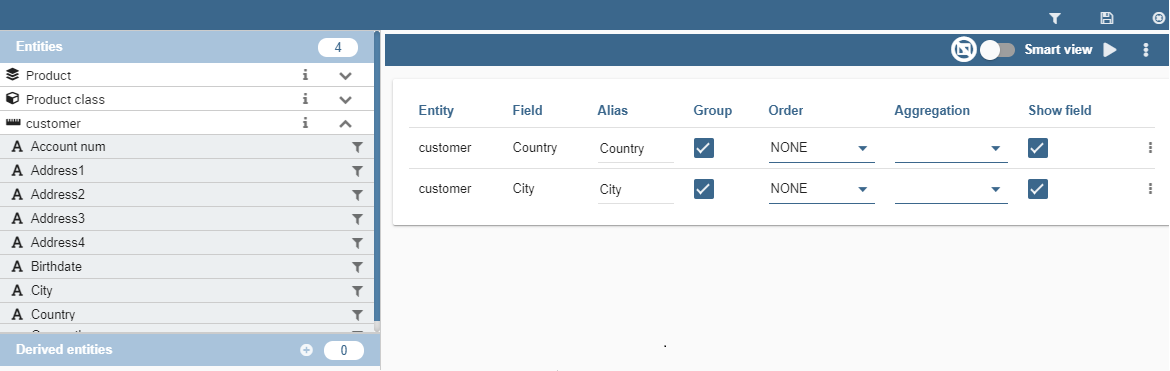 Entities 4
Smart view
Product
Product class
customer
Account num
Address1
Address2
Address3
Address4
Birthdate
City
Country
Derived entities 0
Entity Field Alias Group Order Aggregation Show field
customer Country Country NONE
customer City City NONE